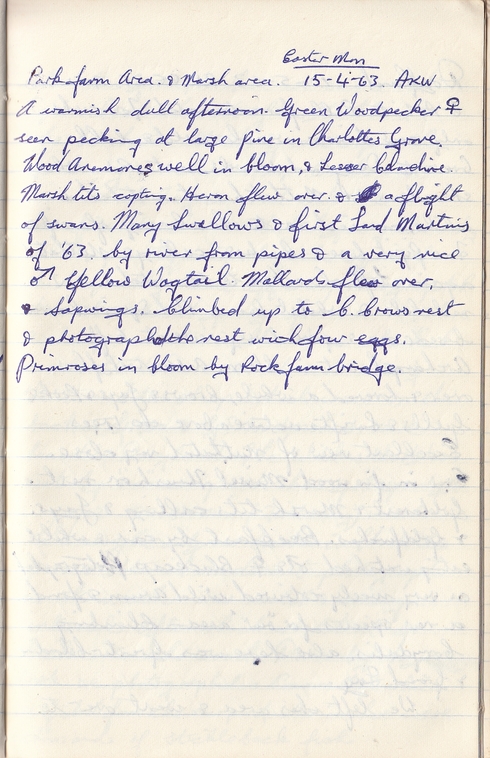 Easter Mon
Park farm Area. & Marsh area. 15-4-63. AKW
A warmish dull afternoon. Green Woodpecker ♀
seen pecking at large pine in Charlottes Grove.
Wood Anemones well in bloom, & Lesser Celandine.
Marsh tits calling. Heron flew over. & a flight
of swans. Many Swallows & first Sand Martins
of '63. by river from pipes & a very nice
♂ Yellow Wagtail. Mallards flew over.
& Lapwings. Climbed up to C. Crows nest
& photographed the nest with four eggs.
Primroses in bloom by Rock farm bridge.